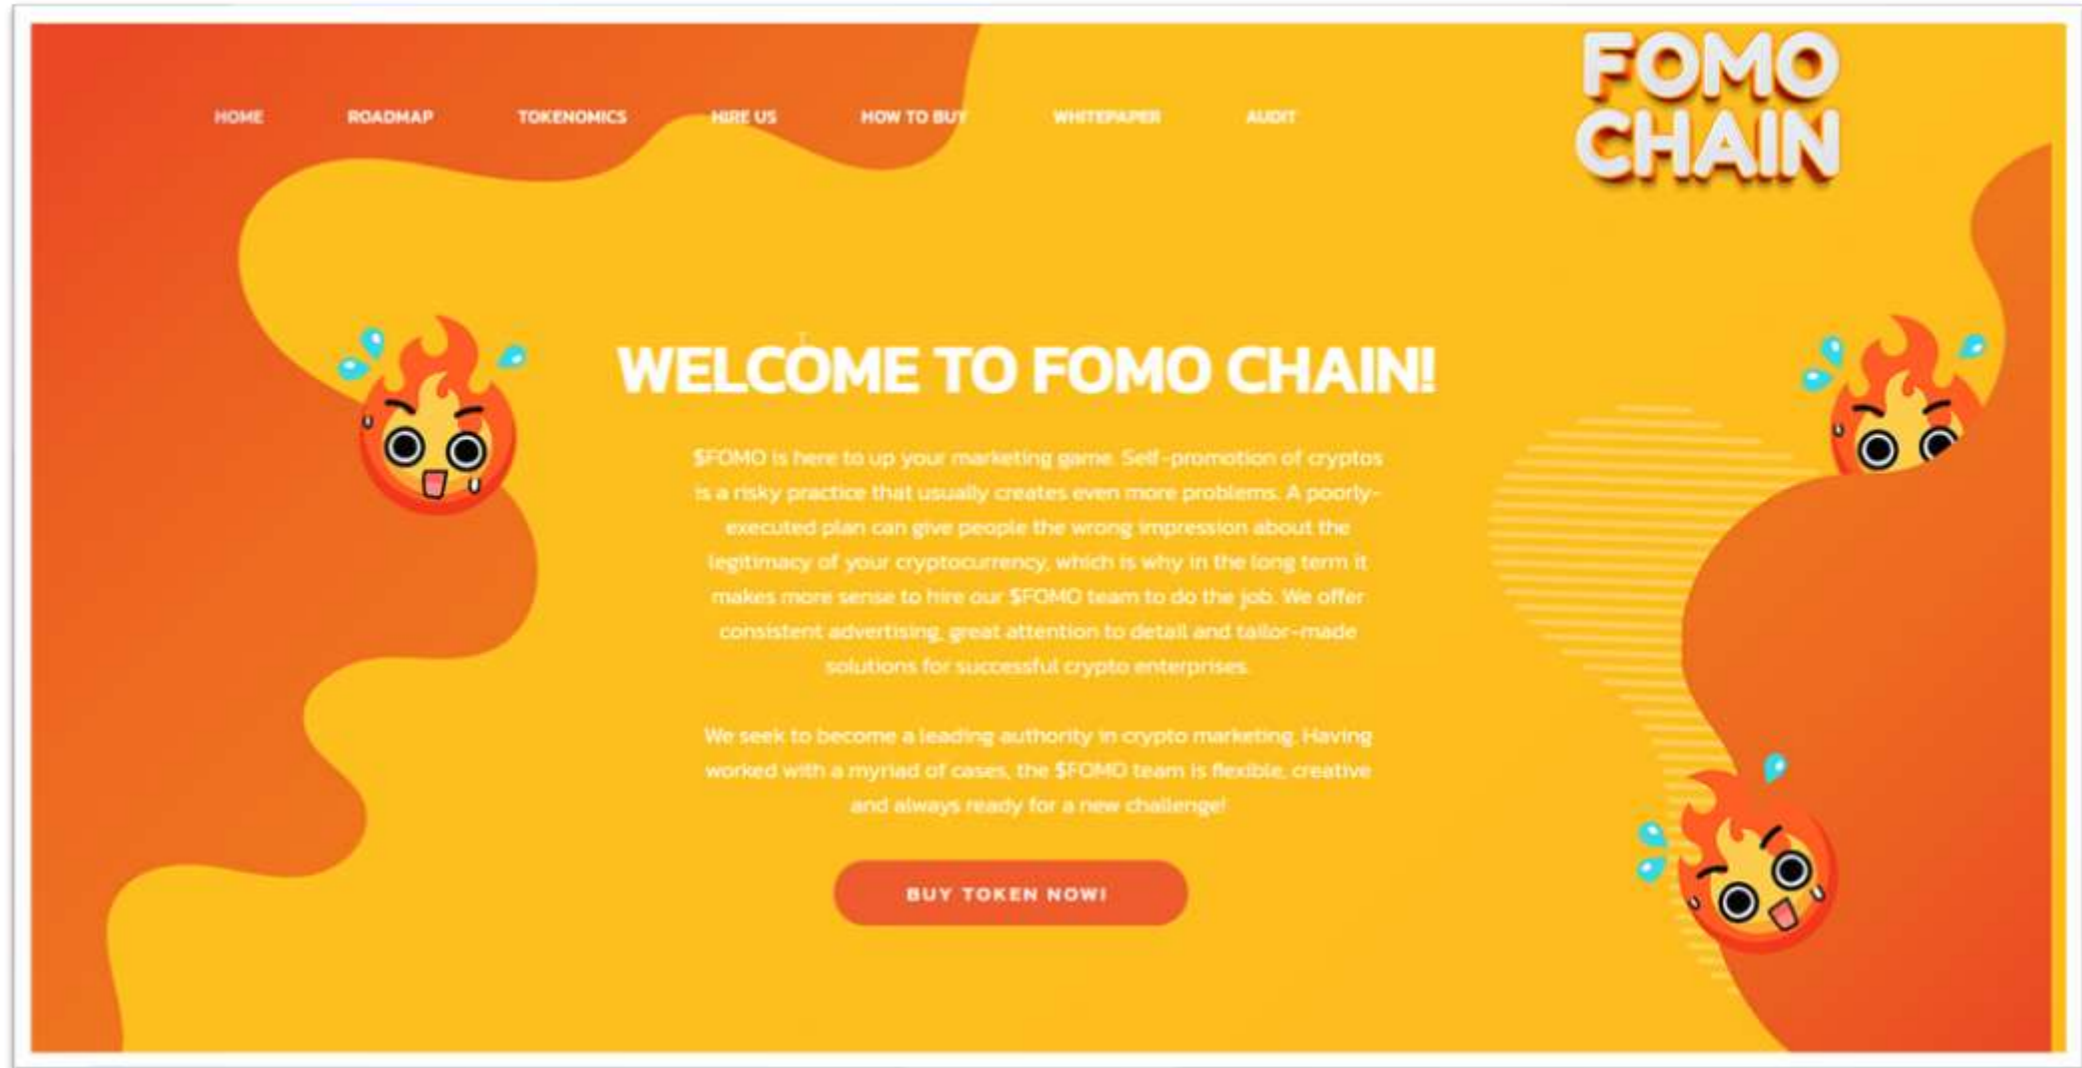 HOME ROADMAP TOKENOMICS HIRE US HOW TO BUY WHITEPAPER AUDIT
FOMO
CHAIN
WELCOME TO FOMO CHAIN!
$FOMO is here to up your marketing game. Self-promotion of cryptos
is a risky practice that usually creates even more problems. A poorly-
executed plan can give people the wrong impression about the
legitimacy of your cryptocurrency, which is why in the long term it
makes more sense to hire our $FOMO team to do the job. We offer
consistent advertising, great attention to detail and tailor-made
solutions for successful crypto enterprises.
We seek to become a leading authority in crypto marketing. Having
worked with a myriad of cases, the $FOMO team is flexible, creative
and always ready for a new challenge!
BUY TOKEN NOW!